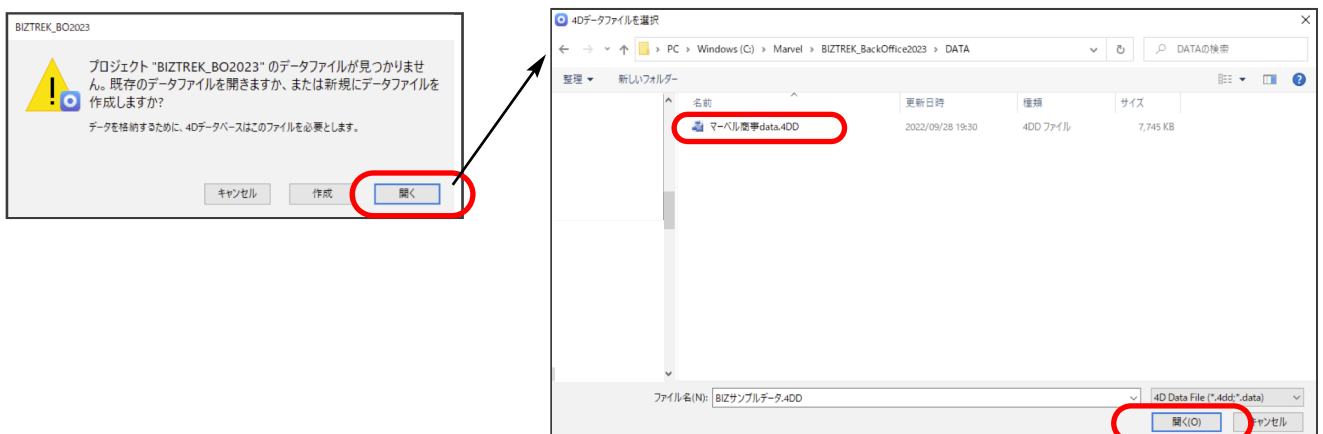 BIZTREK_BO2023
プロジェクト "BIZTREK_BO2023" のデータファイルが見つかりませ
ん。既存のデータファイルを開きますか、または新規にデータファイルを
作成しますか?
データを格納するために、4Dデータベースはこのファイルを必要とします。
キャンセル
作成
開く
4Dデータファイルを選択
PC › Windows (C:) › Marvel › BIZTREK_BackOffice2023 › DATA
DATAの検索
整理
新しいフォルダー
名前 更新日時 種類 サイズ
マーベル商事data.4DD 2022/09/28 19:30 4DD ファイル 7,745 KB
ファイル名(N): BIZサンプルデータ.4DD
4D Data File (*.4dd;*.data)
開く(O)
キャンセル